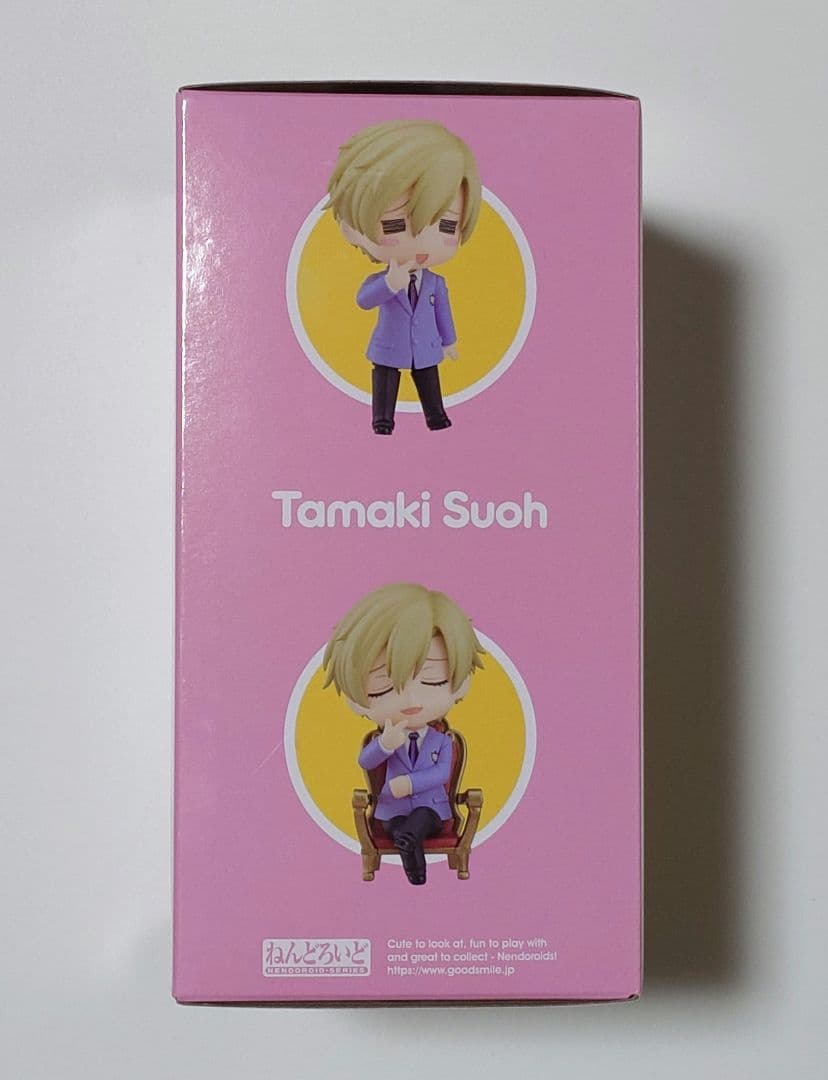 Tamaki Suoh
ねんどろいど
NENDOROID-SERIES
Cute to look at, fun to play with
and great to collect - Nendoroids!
https://www.goodsmile.jp